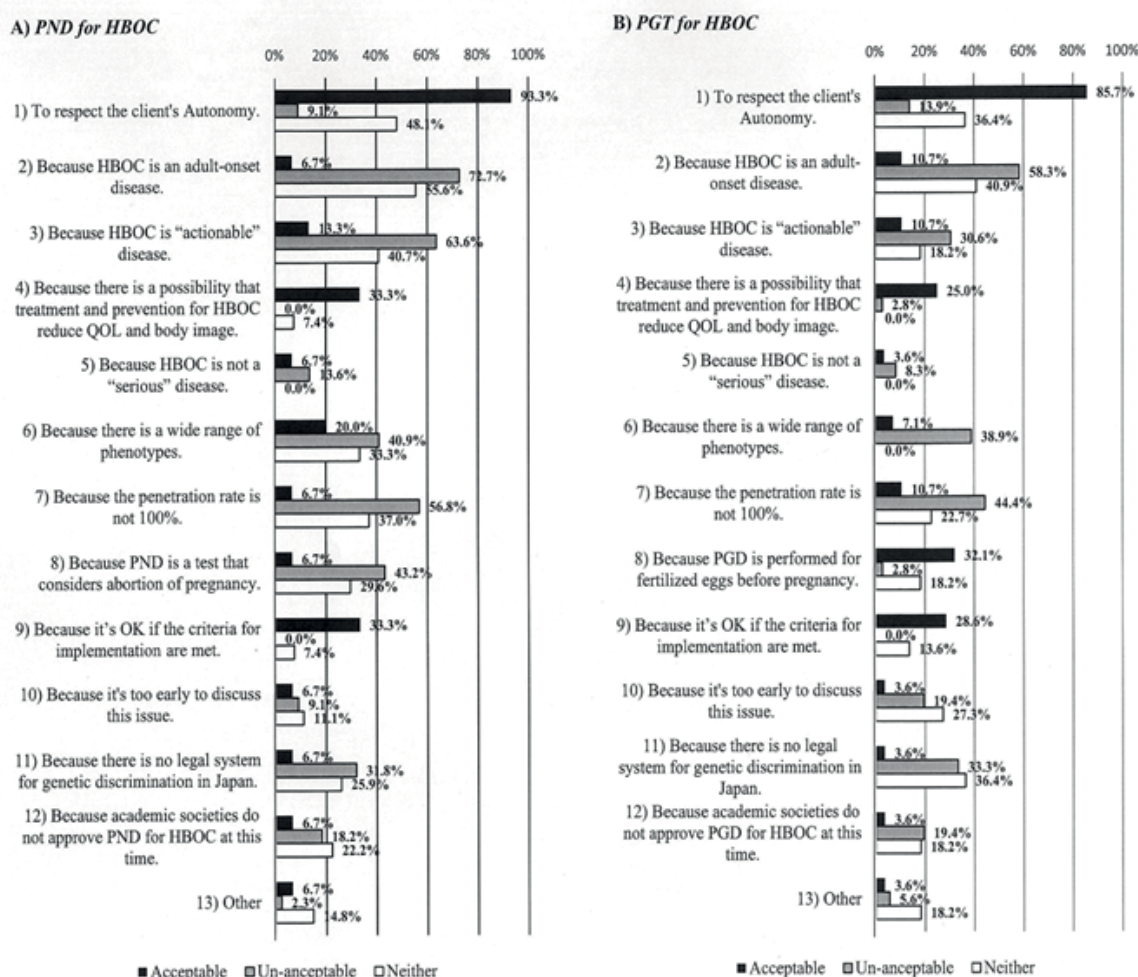 A) PND for HBOC
0% 20% 40% 60% 80% 100%
1) To respect the client's Autonomy.
93.3%
9.1%
48.1%
2) Because HBOC is an adult-onset
disease.
6.7%
72.7%
55.6%
3) Because HBOC is “actionable”
disease.
13.3%
63.6%
40.7%
4) Because there is a possibility that
treatment and prevention for HBOC
reduce QOL and body image.
33.3%
0.0%
7.4%
5) Because HBOC is not a
“serious” disease.
6.7%
13.6%
0.0%
6) Because there is a wide range of
phenotypes.
20.0%
40.9%
33.3%
7) Because the penetration rate is
not 100%.
6.7%
56.8%
37.0%
8) Because PND is a test that
considers abortion of pregnancy.
6.7%
43.2%
29.6%
9) Because it's OK if the criteria for
implementation are met.
33.3%
0.0%
7.4%
10) Because it's too early to discuss
this issue.
6.7%
9.1%
11.1%
11) Because there is no legal system
for genetic discrimination in Japan.
6.7%
31.8%
25.9%
12) Because academic societies do
not approve PND for HBOC at this
time.
6.7%
18.2%
22.2%
13) Other
6.7%
2.3%
14.8%
Acceptable Un-anceptable Neither
B) PGT for HBOC
0% 20% 40% 60% 80% 100%
1) To respect the client's
Autonomy.
85.7%
13.9%
36.4%
2) Because HBOC is an adult-
onset disease.
10.7%
58.3%
40.9%
3) Because HBOC is “actionable”
disease.
10.7%
30.6%
18.2%
4) Because there is a possibility that
treatment and prevention for HBOC
reduce QOL and body image.
25.0%
2.8%
0.0%
5) Because HBOC is not a
“serious” disease.
3.6%
8.3%
0.0%
6) Because there is a wide range of
phenotypes.
7.1%
38.9%
0.0%
7) Because the penetration rate
is not 100%.
10.7%
44.4%
22.7%
8) Because PGD is performed for
fertilized eggs before pregnancy.
32.1%
2.8%
18.2%
9) Because it's OK if the criteria for
implementation are met.
28.6%
0.0%
13.6%
10) Because it's too early to discuss
this issue.
3.6%
19.4%
27.3%
11) Because there is no legal
system for genetic discrimination in
Japan.
3.6%
33.3%
36.4%
12) Because academic societies do
not approve PGD for HBOC at this
time.
3.6%
19.4%
18.2%
13) Other
3.6%
5.6%
18.2%
Acceptable Un-anceptable Neither